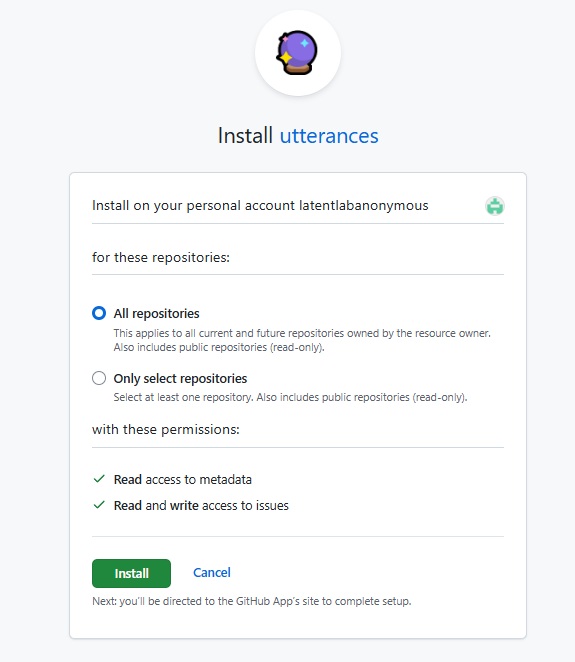 Install utterances
Install on your personal account latentlabanonymous
for these repositories:
All repositories
This applies to all current and future repositories owned by the resource owner.
Also includes public repositories (read-only).
Only select repositories
Select at least one repository. Also includes public repositories (read-only).
with these permissions:
Read access to metadata
Read and write access to issues
Install Cancel
Next: you'll be directed to the GitHub App's site to complete setup.